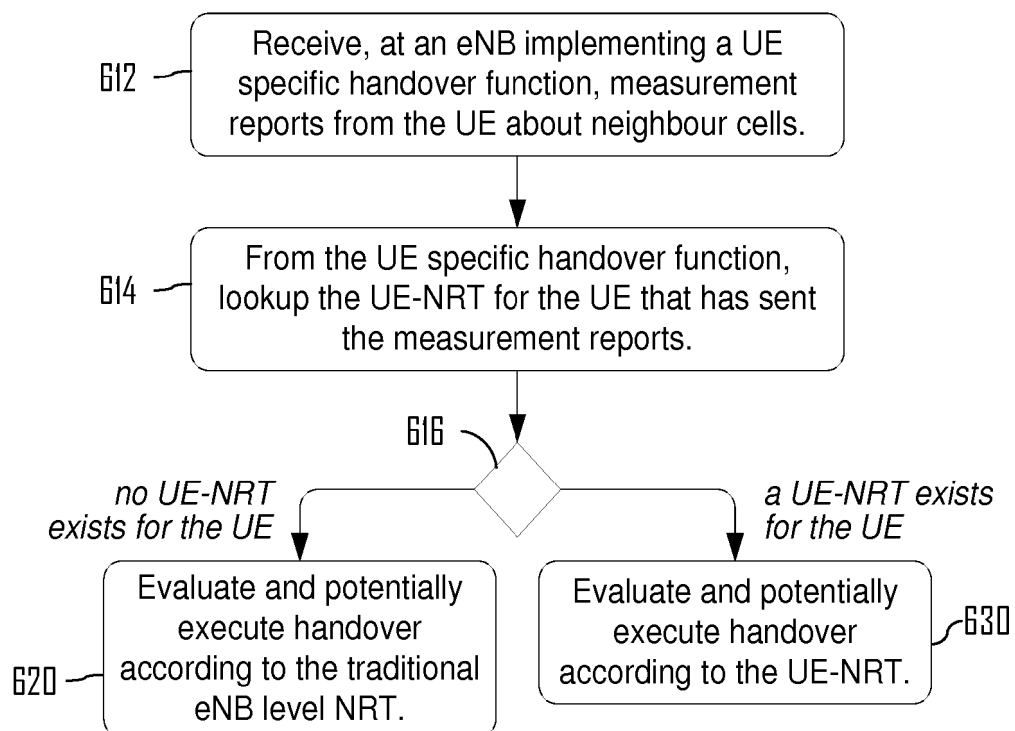 Receive, at an eNB implementing a UE
specific handover function, measurement
reports from the UE about neighbour cells.
612
From the UE specific handover function,
lookup the UE-NRT for the UE that has sent
the measurement reports.
614
616
no UE-NRT
exists for the UE
a UE-NRT exists
for the UE
Evaluate and potentially
execute handover
according to the traditional
eNB level NRT.
620
Evaluate and potentially
execute handover
according to the UE-NRT.
630